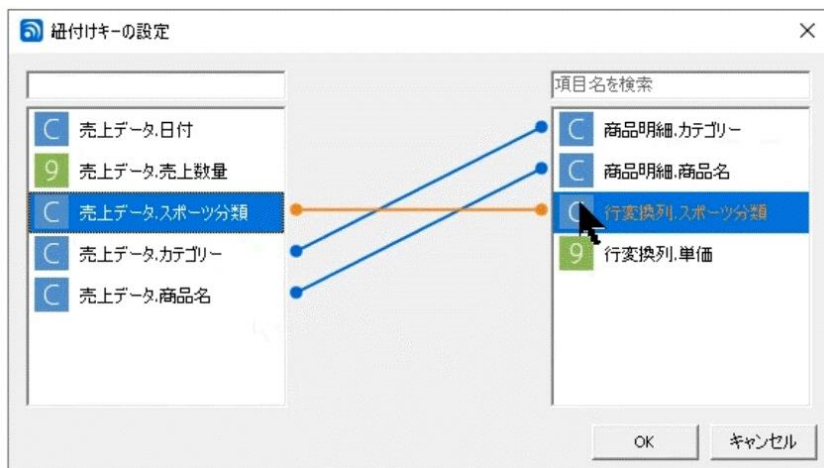 紐付けキーの設定
項目名を検索
C 売上データ.日付
9 売上データ.売上数量
C 売上データ.スポーツ分類
C 売上データ.カテゴリー
C 売上データ.商品名
C 商品明細.カテゴリー
C 商品明細.商品名
C 行変換列.スポーツ分類
9 行変換列.単価
OK
キャンセル